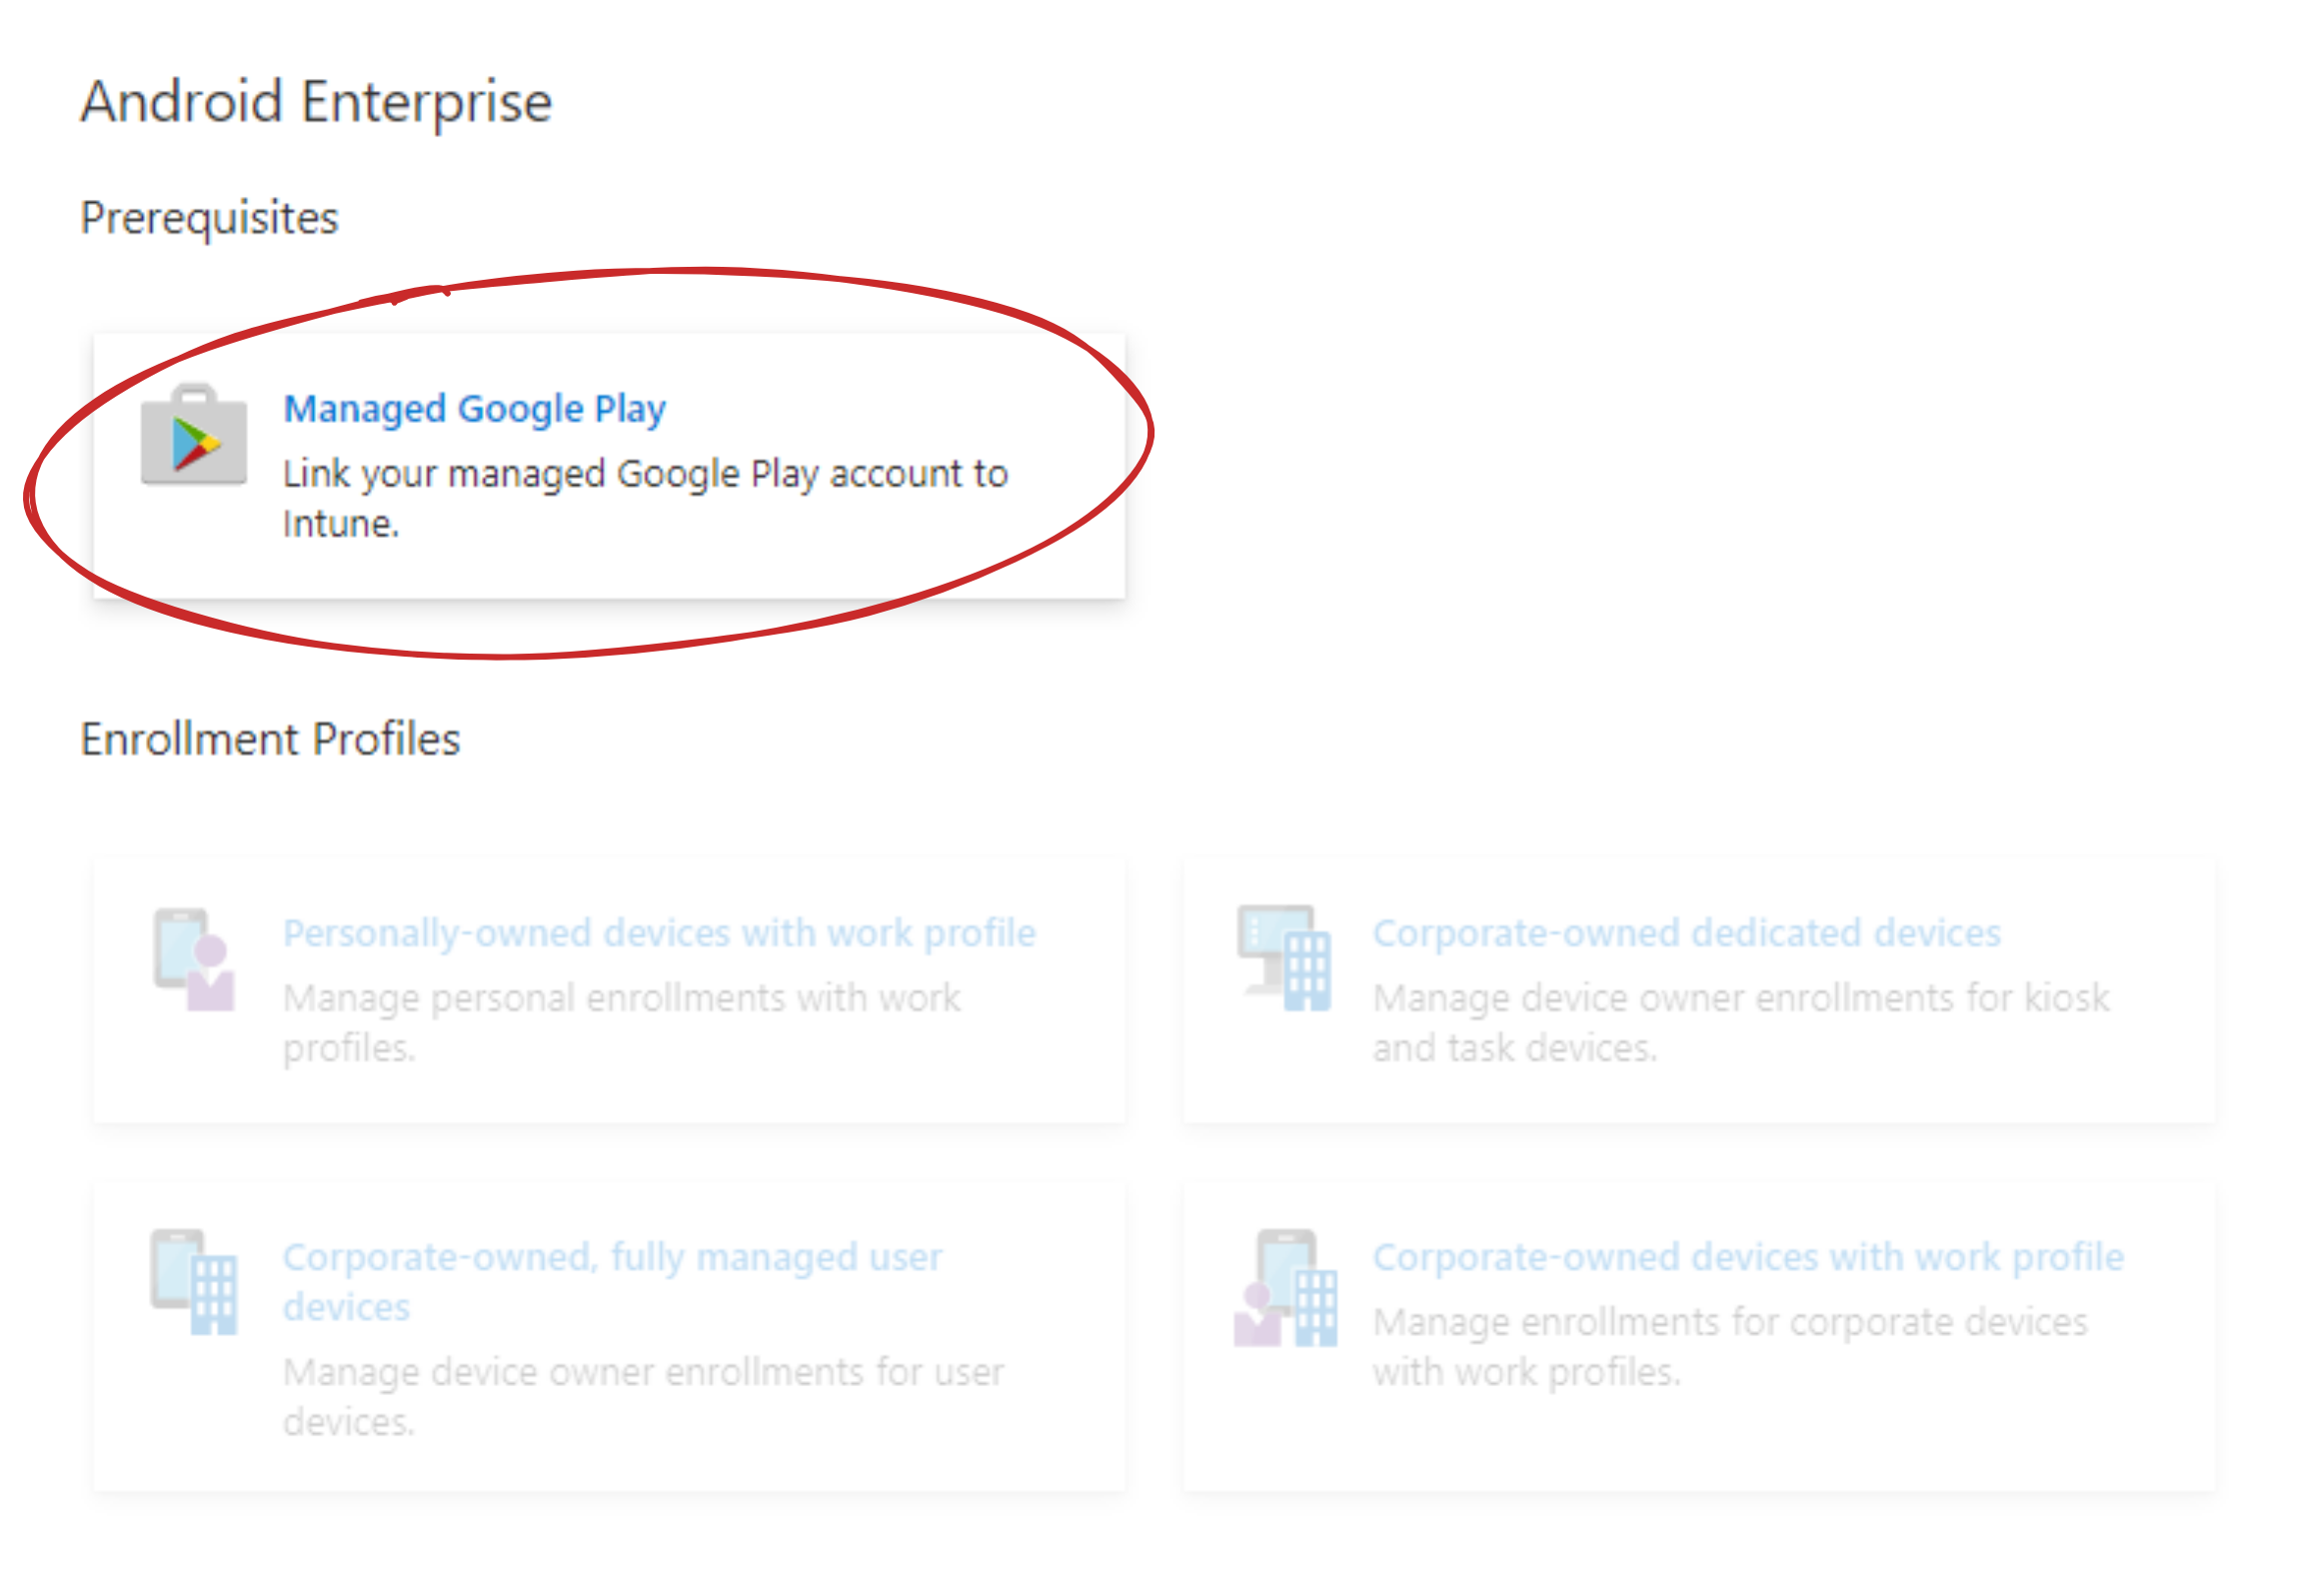 Android Enterprise
Prerequisites
Managed Google Play
Link your managed Google Play account to
Intune.
Enrollment Profiles
Personally-owned devices with work profile
Manage personal enrollments with work
profiles.
Corporate-owned dedicated devices
Manage device owner enrollments for kiosk
and task devices.
Corporate-owned, fully managed user
devices
Manage device owner enrollments for user
devices.
Corporate-owned devices with work profile
Manage enrollments for corporate devices
with work profiles.